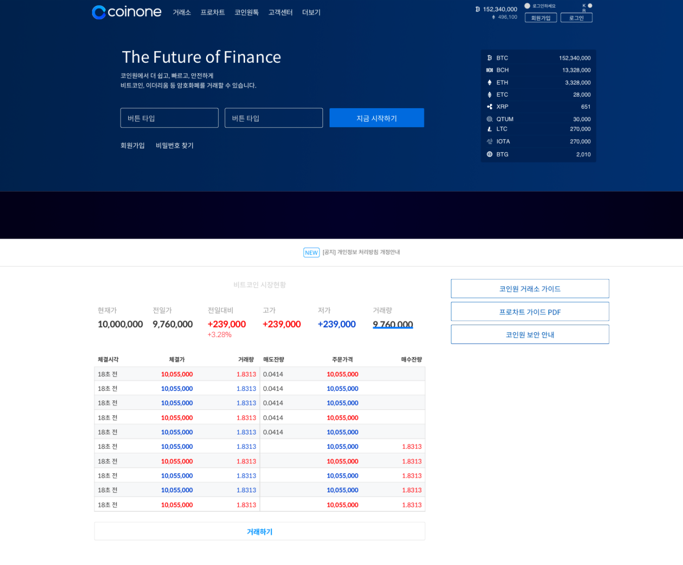 coinone 거래소 프로차트 코인원톡 고객센터 더보기
152,340,000
496,100
로그인하세요
회원가입 로그인
The Future of Finance
코인원에서 더 쉽고, 빠르고, 안전하게
비트코인, 이더리움 등 암호화폐를 거래할 수 있습니다.
버튼 타입 버튼 타입 지금 시작하기
회원가입 비밀번호 찾기
BTC 152,340,000
BCH 13,328,000
ETH 3,328,000
ETC 28,000
XRP 651
QTUM 30,000
LTC 270,000
IOTA 270,000
BTG 2,010
NEW [공지] 개인정보 처리방침 개정안내
비트코인 시장현황
현재가 전일가 전일대비 고가 저가 거래량
10,000,000 9,760,000 +239,000 +239,000 +239,000 9,760,000
+3.28%
코인원 거래소 가이드
프로차트 가이드 PDF
코인원 보안 안내
체결시각 체결가 거래량 매도잔량 주문가격 매수잔량
18초 전 10,055,000 1.8313 0.0414 10,055,000
18초 전 10,055,000 1.8313 0.0414 10,055,000
18초 전 10,055,000 1.8313 0.0414 10,055,000
18초 전 10,055,000 1.8313 0.0414 10,055,000
18초 전 10,055,000 1.8313 0.0414 10,055,000
18초 전 10,055,000 1.8313 10,055,000 1.8313
18초 전 10,055,000 1.8313 10,055,000 1.8313
18초 전 10,055,000 1.8313 10,055,000 1.8313
18초 전 10,055,000 1.8313 10,055,000 1.8313
18초 전 10,055,000 1.8313 10,055,000 1.8313
거래하기